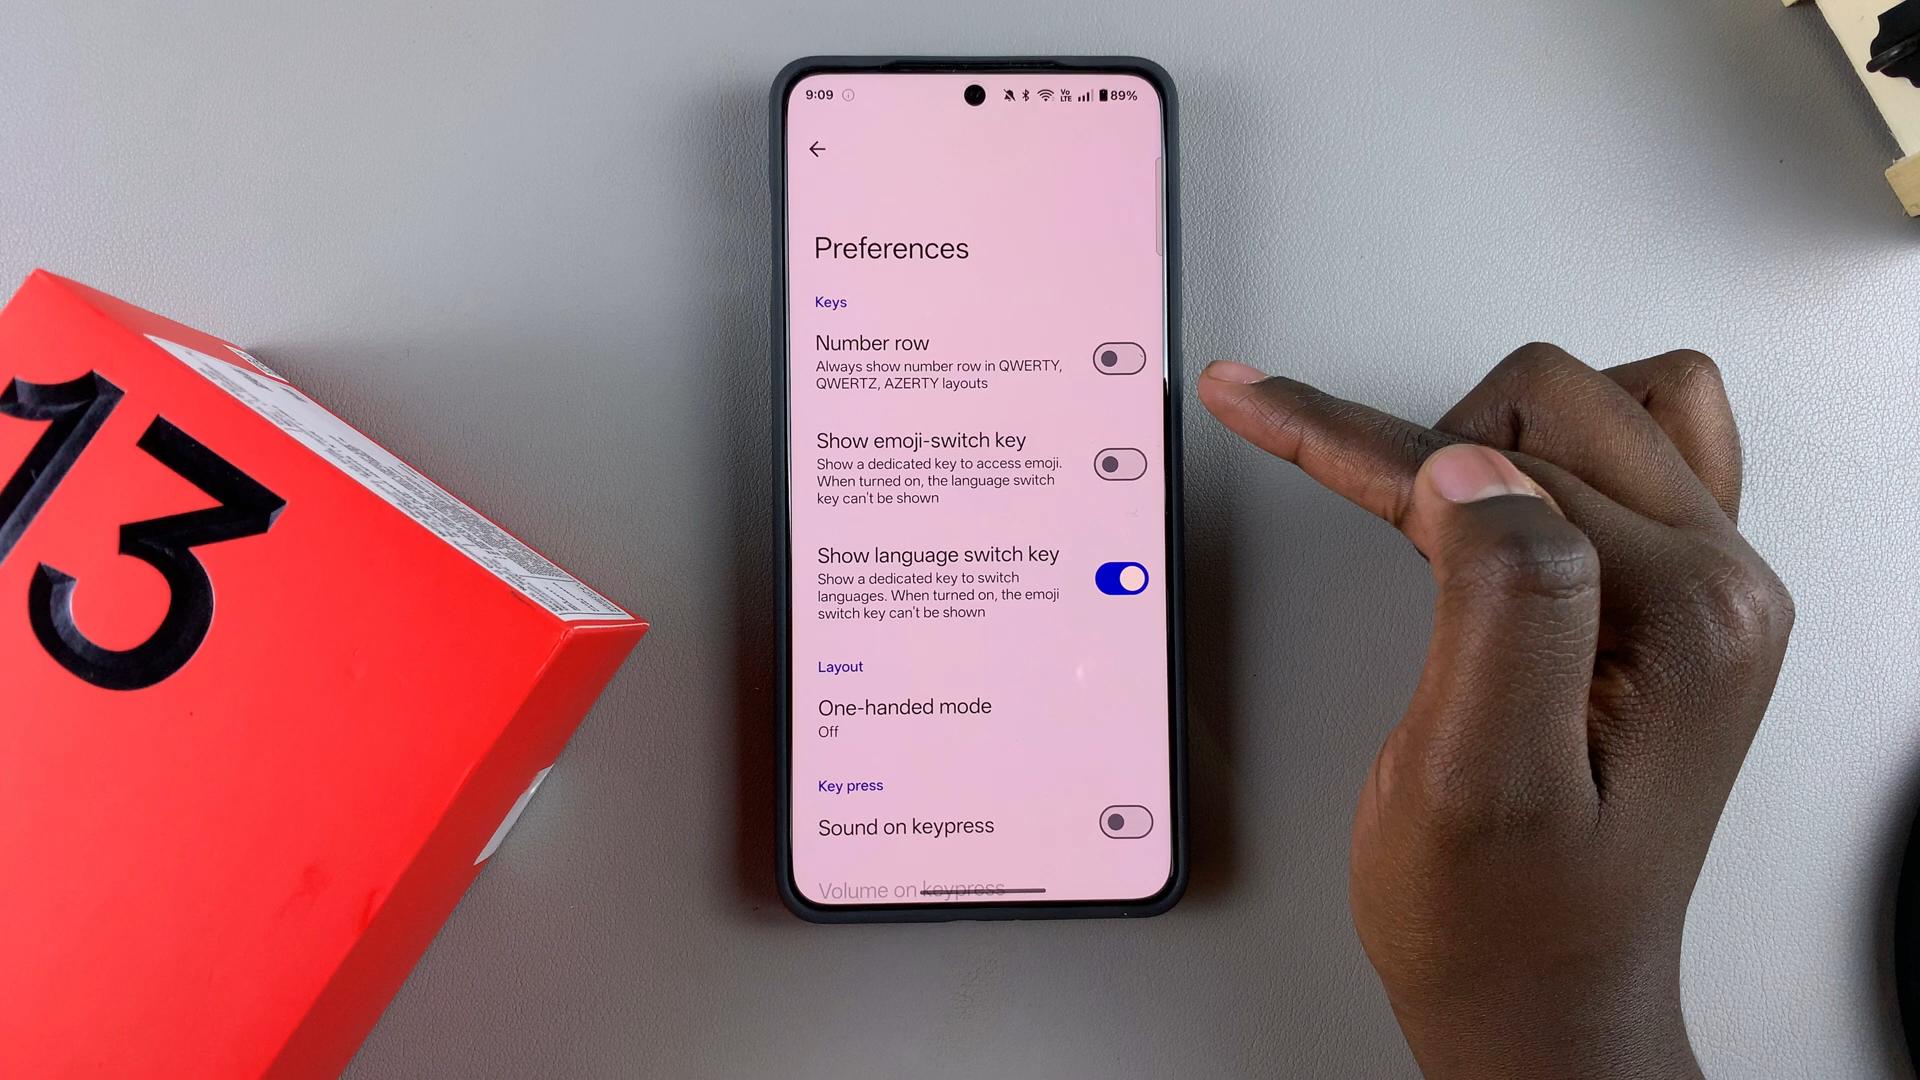 13
9:09
Vo
LTE
89%
Preferences
Keys
Number row
Always show number row in QWERTY,
QWERTZ, AZERTY layouts
Show emoji-switch key
Show a dedicated key to access emoji.
When turned on, the language switch
key can't be shown
Show language switch key
Show a dedicated key to switch
languages. When turned on, the emoji
switch key can't be shown
Layout
One-handed mode
Off
Key press
Sound on keypress
Volume on keypress